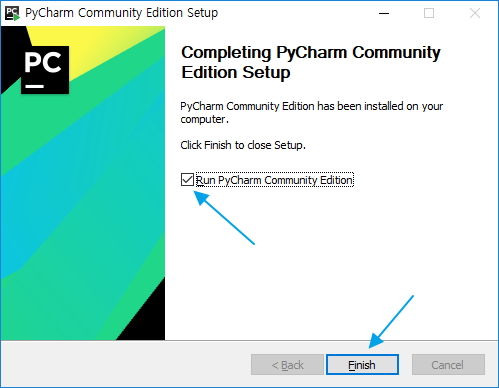 PyCharm Community Edition Setup
PC
Completing PyCharm Community
Edition Setup
PyCharm Community Edition has been installed on your
computer.
Click Finish to close Setup.
Run PyCharm Community Edition
< Back
Finish
Cancel